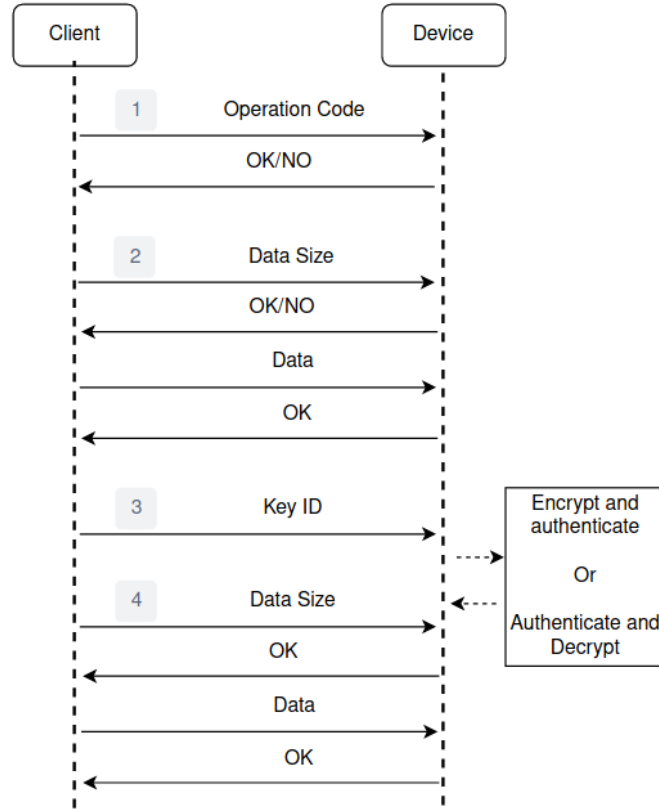 Client
Device
1
Operation Code
OK/NO
2
Data Size
OK/NO
Data
OK
3
Key ID
Encrypt and
authenticate
Or
Authenticate and
Decrypt
4
Data Size
OK
Data
OK